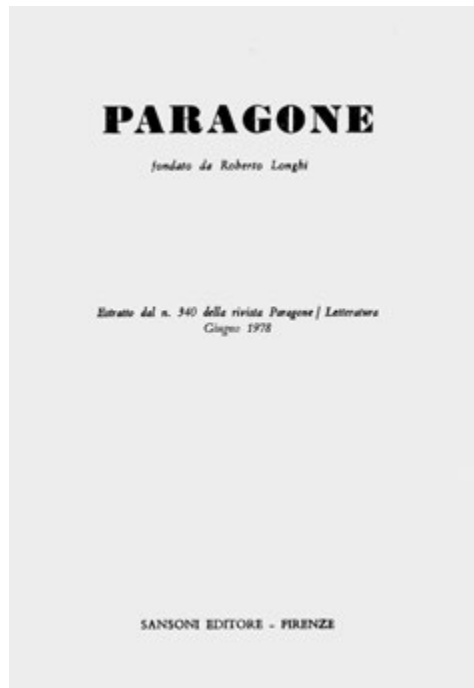 PARAGONE
fondato da Roberto Longhi
Estratto dal n. 340 della rivista Paragone / Letteratura
Giugno 1978
SANSONI EDITORE - FIRENZE